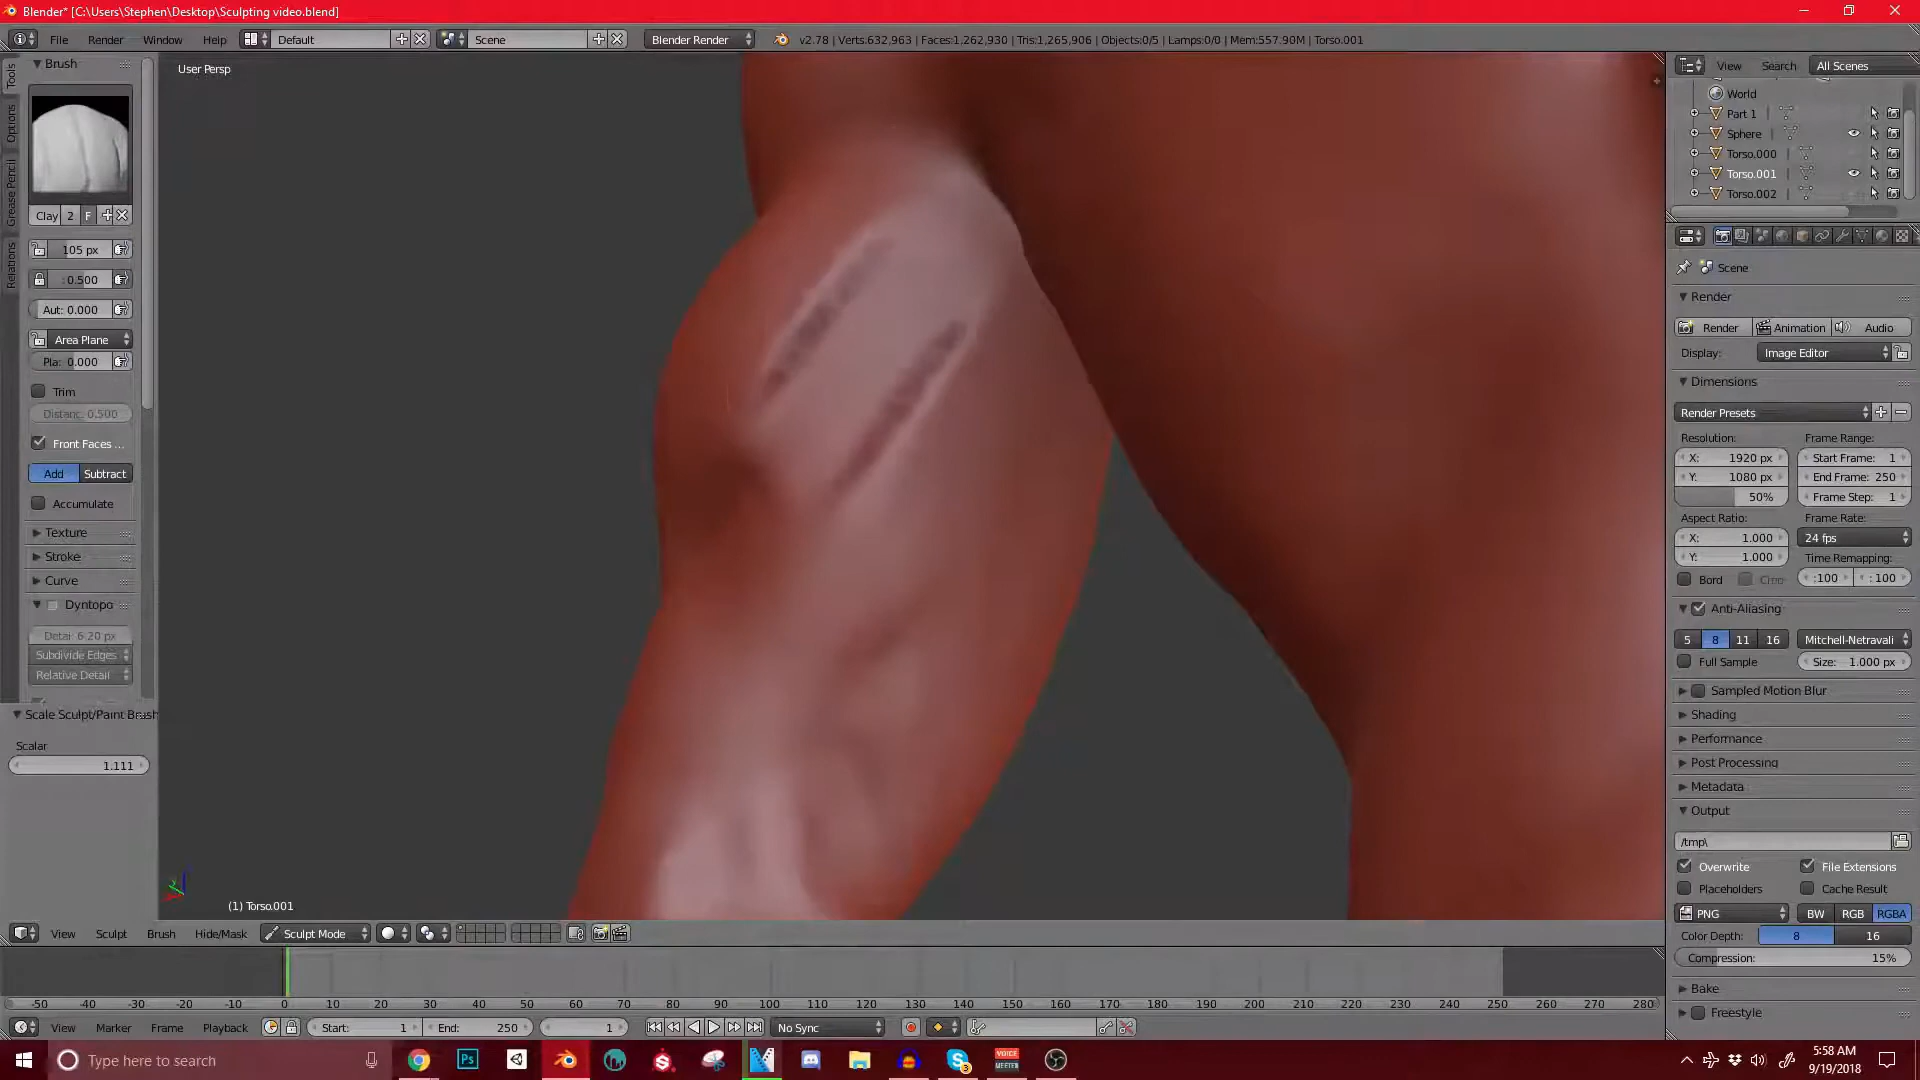 Blender* [C:\Users\Stephen\Desktop\Sculpting video.blend]
File Render Window Help Default Scene Blender Render v2.78 | Verts:632,963 | Faces:1,262,930 | Tris:1,265,906 | Objects:0/5 | Lamps:0/0 | Mem:557.90M | Torso.001
Tools
Options
Grease Pencil
Relations
Brush
Clay 2 F
105 px
0.500
Aut: 0.000
Area Plane
Pla: 0.000
Trim
Distanc: 0.500
Front Faces ...
Add Subtract
Accumulate
Texture
Stroke
Curve
Dyntopo
Detai: 6.20 px
Subdivide Edges
Relative Detail
Scale Sculpt/Paint Brush
Scalar
1.111
User Persp
(1) Torso.001
View Sculpt Brush Hide/Mask Sculpt Mode
-50 -40 -30 -20 -10 0 10 20 30 40 50 60 70 80 90 100 110 120 130 140 150 160 170 180 190 200 210 220 230 240 250 260 270 280
View Marker Frame Playback Start: 1 End: 250 1 No Sync
View Search All Scenes
World
Part 1
Sphere
Torso.000
Torso.001
Torso.002
Scene
Render
Render Animation Audio
Display: Image Editor
Dimensions
Render Presets
Resolution: Frame Range:
X: 1920 px Start Frame: 1
Y: 1080 px End Frame: 250
50% Frame Step: 1
Aspect Ratio: Frame Rate:
X: 1.000 24 fps
Y: 1.000 Time Remapping:
Bord :100 : 100
Anti-Aliasing
5 8 11 16 Mitchell-Netravali
Full Sample Size: 1.000 px
Sampled Motion Blur
Shading
Performance
Post Processing
Metadata
Output
/tmp\
Overwrite File Extensions
Placeholders Cache Result
PNG BW RGB RGBA
Color Depth: 8 16
Compression: 15%
Bake
Freestyle
Type here to search
Ps
VOICE
MEETER
3
5:58 AM
9/19/2018